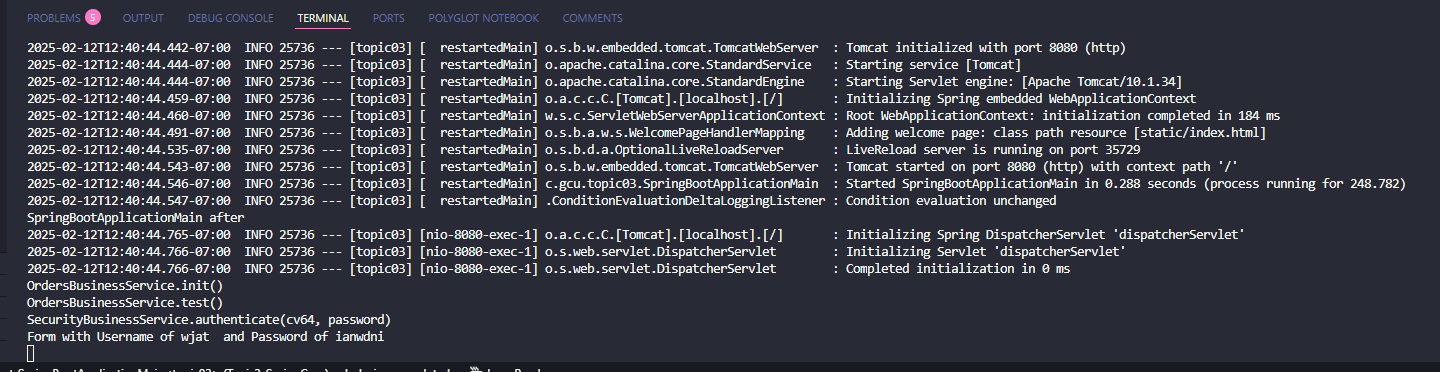 PROBLEMS 5 OUTPUT DEBUG CONSOLE TERMINAL PORTS POLYGLOT NOTEBOOK COMMENTS
2025-02-12T12:40:44.442-07:00  INFO 25736 --- [topic03] [  restartedMain] o.s.b.w.embedded.tomcat.TomcatWebServer  : Tomcat initialized with port 8080 (http)
2025-02-12T12:40:44.444-07:00  INFO 25736 --- [topic03] [  restartedMain] o.apache.catalina.core.StandardService   : Starting service [Tomcat]
2025-02-12T12:40:44.444-07:00  INFO 25736 --- [topic03] [  restartedMain] o.apache.catalina.core.StandardEngine    : Starting Servlet engine: [Apache Tomcat/10.1.34]
2025-02-12T12:40:44.459-07:00  INFO 25736 --- [topic03] [  restartedMain] o.a.c.c.C.[Tomcat].[localhost].[/]       : Initializing Spring embedded WebApplicationContext
2025-02-12T12:40:44.460-07:00  INFO 25736 --- [topic03] [  restartedMain] w.s.c.ServletWebServerApplicationContext : Root WebApplicationContext: initialization completed in 184 ms
2025-02-12T12:40:44.491-07:00  INFO 25736 --- [topic03] [  restartedMain] o.s.b.a.w.s.WelcomePageHandlerMapping    : Adding welcome page: class path resource [static/index.html]
2025-02-12T12:40:44.535-07:00  INFO 25736 --- [topic03] [  restartedMain] o.s.b.d.a.OptionalLiveReloadServer       : LiveReload server is running on port 35729
2025-02-12T12:40:44.543-07:00  INFO 25736 --- [topic03] [  restartedMain] o.s.b.w.embedded.tomcat.TomcatWebServer  : Tomcat started on port 8080 (http) with context path '/'
2025-02-12T12:40:44.546-07:00  INFO 25736 --- [topic03] [  restartedMain] c.gcu.topic03.SpringBootApplicationMain  : Started SpringBootApplicationMain in 0.288 seconds (process running for 248.782)
2025-02-12T12:40:44.547-07:00  INFO 25736 --- [topic03] [  restartedMain] .ConditionEvaluationDeltaLoggingListener : Condition evaluation unchanged
SpringBootApplicationMain after
2025-02-12T12:40:44.765-07:00  INFO 25736 --- [topic03] [nio-8080-exec-1] o.a.c.c.C.[Tomcat].[localhost].[/]       : Initializing Spring DispatcherServlet 'dispatcherServlet'
2025-02-12T12:40:44.766-07:00  INFO 25736 --- [topic03] [nio-8080-exec-1] o.s.web.servlet.DispatcherServlet        : Initializing Servlet 'dispatcherServlet'
2025-02-12T12:40:44.766-07:00  INFO 25736 --- [topic03] [nio-8080-exec-1] o.s.web.servlet.DispatcherServlet        : Completed initialization in 0 ms
OrdersBusinessService.init()
OrdersBusinessService.test()
SecurityBusinessService.authenticate(cv64, password)
Form with Username of wjat  and Password of ianwdni